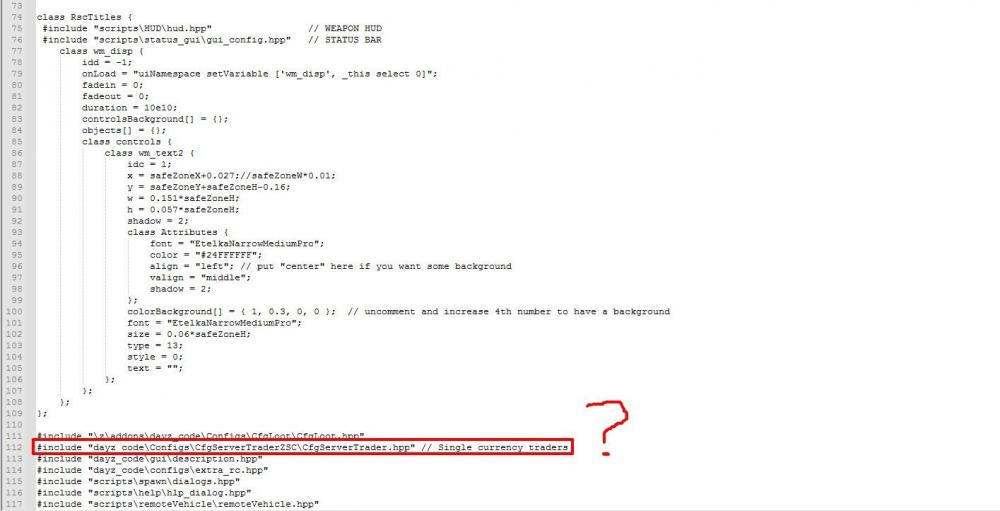 73
74 class RscTitles {
75 #include "scripts\HUD\hud.hpp" // WEAPON HUD
76 #include "scripts\status_gui\gui_config.hpp" // STATUS BAR
77 class wm_disp {
78 idd = -1;
79 onLoad = "uiNamespace setVariable ['wm_disp', _this select 0]";
80 fadein = 0;
81 fadeout = 0;
82 duration = 10e10;
83 controlsBackground[] = {};
84 objects[] = {};
85 class controls {
86 class wm_text2 {
87 idc = 1;
88 x = safeZoneX+0.027;//safeZoneW*0.01;
89 y = safeZoneY+safeZoneH-0.16;
90 w = 0.151*safeZoneH;
91 h = 0.057*safeZoneH;
92 shadow = 2;
93 class Attributes {
94 font = "EtelkaNarrowMediumPro";
95 color = "#24FFFFFF";
96 align = "left"; // put "center" here if you want some background
97 valign = "middle";
98 shadow = 2;
99 };
100 colorBackground[] = { 1, 0.3, 0, 0 }; // uncomment and increase 4th number to have a background
101 font = "EtelkaNarrowMediumPro";
102 size = 0.06*safeZoneH;
103 type = 13;
104 style = 0;
105 text = "";
106 };
107 };
108 };
109 };
110
111 #include "\z\addons\dayz_code\Configs\CfgLoot\CfgLoot.hpp"
112 #include "dayz_code\Configs\CfgServerTraderZSC\CfgServerTrader.hpp" // Single currency traders
?
113 #include "dayz_code\gui\description.hpp"
114 #include "dayz_code\configs\extra_rc.hpp"
115 #include "scripts\spawn\dialogs.hpp"
116 #include "scripts\help\hlp_dialog.hpp"
117 #include "scripts\remoteVehicle\remoteVehicle.hpp"